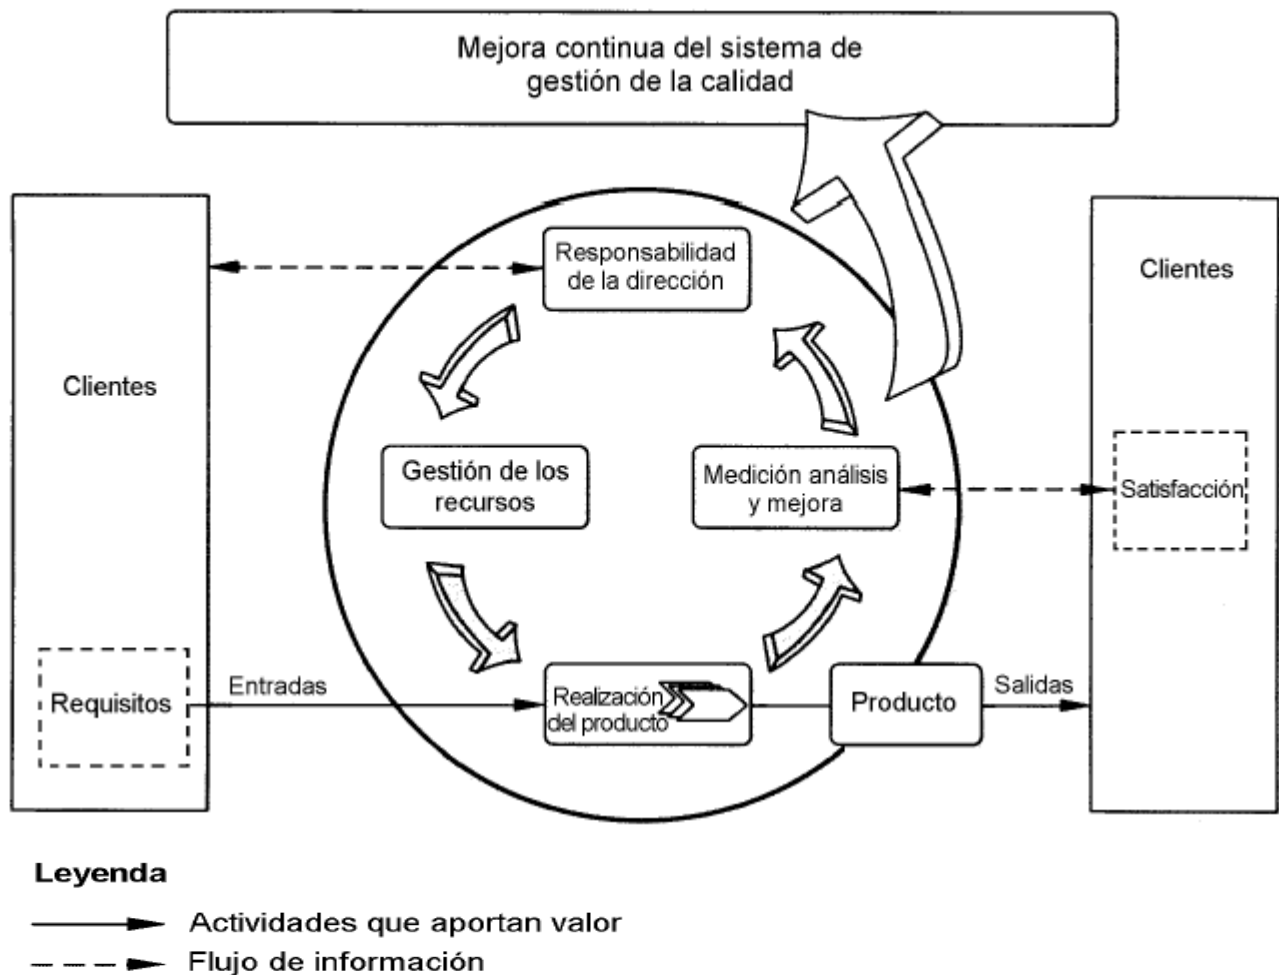 Mejora continua del sistema de
gestión de la calidad
Responsabilidad
de la dirección
Clientes
Clientes
Gestión de los
recursos
Medición análisis
y mejora
Satisfacción
Requisitos
Entradas
Realización
del producto
Producto
Salidas
Leyenda
Actividades que aportan valor
Flujo de información